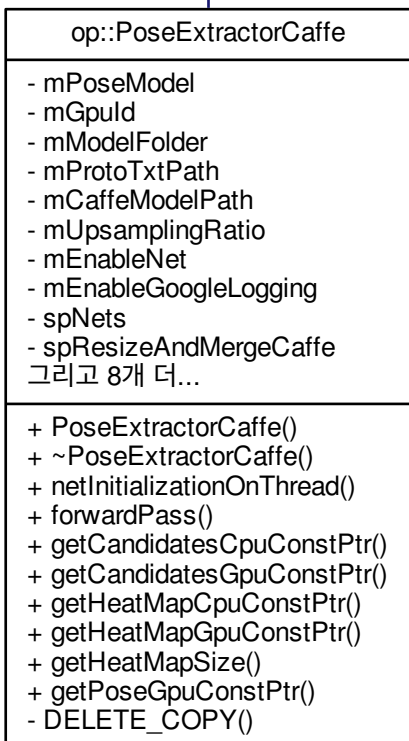 op::PoseExtractorCaffe
- mPoseModel
- mGpuId
- mModelFolder
- mProtoTxtPath
- mCaffeModelPath
- mUpsamplingRatio
- mEnableNet
- mEnableGoogleLogging
- spNets
- spResizeAndMergeCaffe
그리고 8개 더...
+ PoseExtractorCaffe()
+ ~PoseExtractorCaffe()
+ netInitializationOnThread()
+ forwardPass()
+ getCandidatesCpuConstPtr()
+ getCandidatesGpuConstPtr()
+ getHeatMapCpuConstPtr()
+ getHeatMapGpuConstPtr()
+ getHeatMapSize()
+ getPoseGpuConstPtr()
- DELETE_COPY()